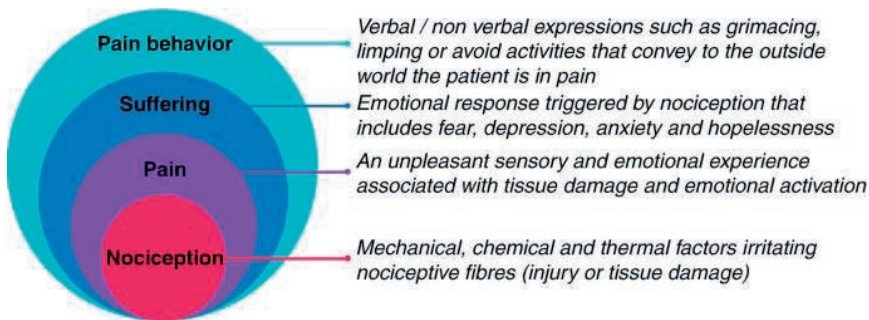 Pain behavior
Verbal / non verbal expressions such as grimacing,
limping or avoid activities that convey to the outside
world the patient is in pain
Suffering
Emotional response triggered by nociception that
includes fear, depression, anxiety and hopelessness
Pain
An unpleasant sensory and emotional experience
associated with tissue damage and emotional activation
Nociception
Mechanical, chemical and thermal factors irritating
nociceptive fibres (injury or tissue damage)